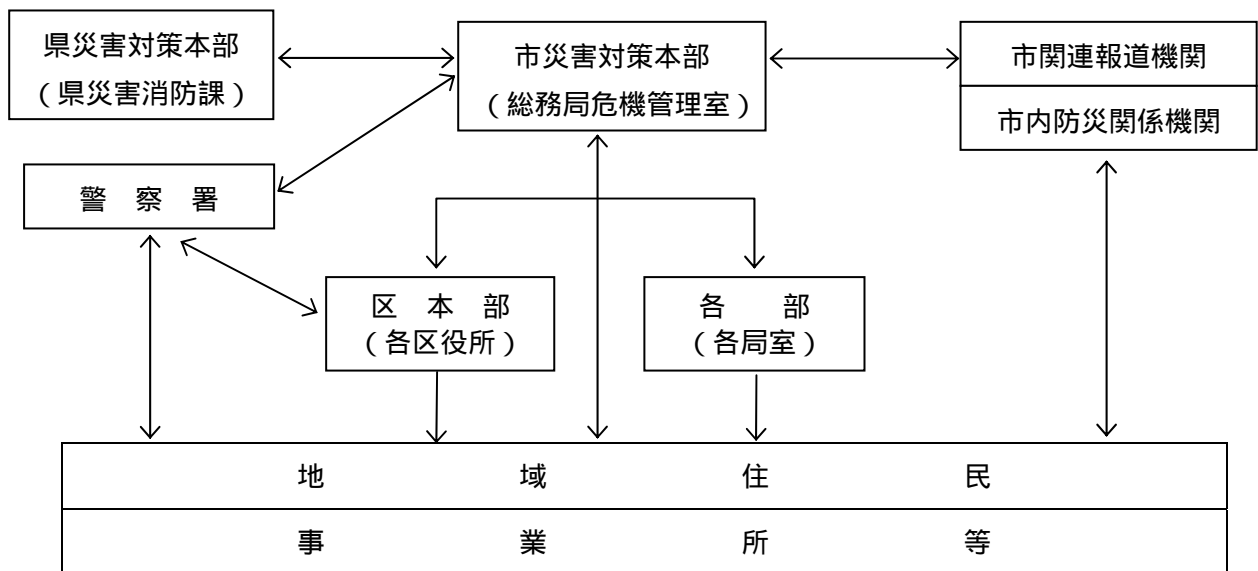 県災害対策本部
（県災害消防課）
市災害対策本部
（総務局危機管理室）
市関連報道機関
市内防災関係機関
警　察　署
区　本　部
（各区役所）
各　　部
（各局室）
地　域　住　民
事　業　所　等